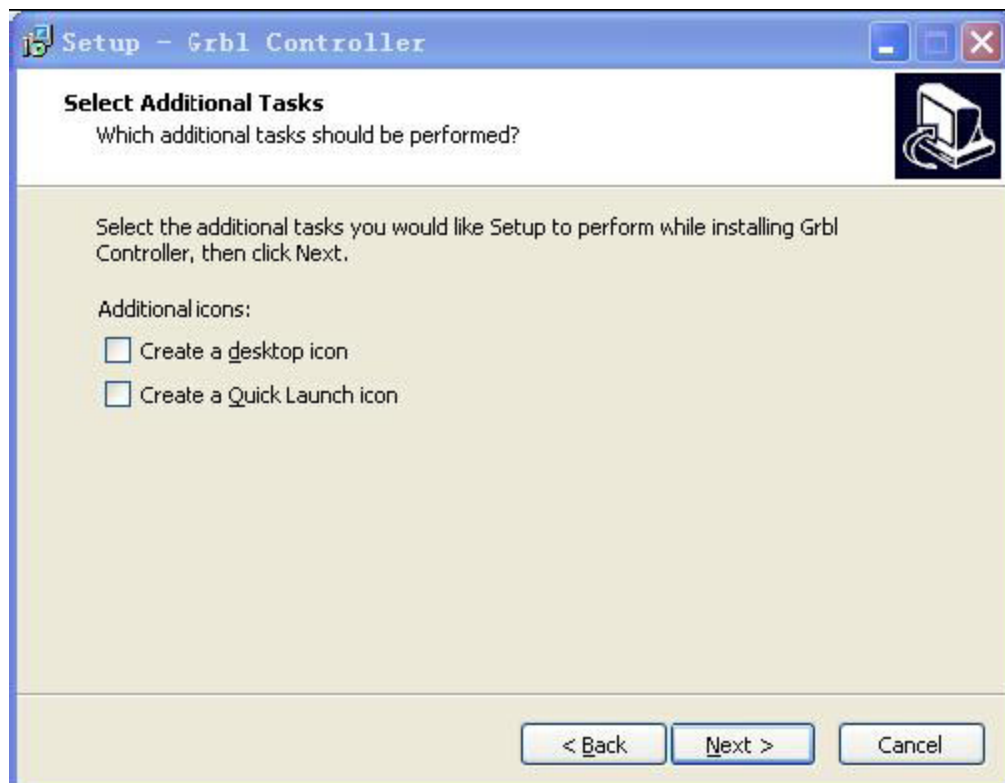 Setup - Grbl Controller
Select Additional Tasks
Which additional tasks should be performed?
Select the additional tasks you would like Setup to perform while installing Grbl
Controller, then click Next.
Additional icons:
Create a desktop icon
Create a Quick Launch icon
< Back
Next >
Cancel